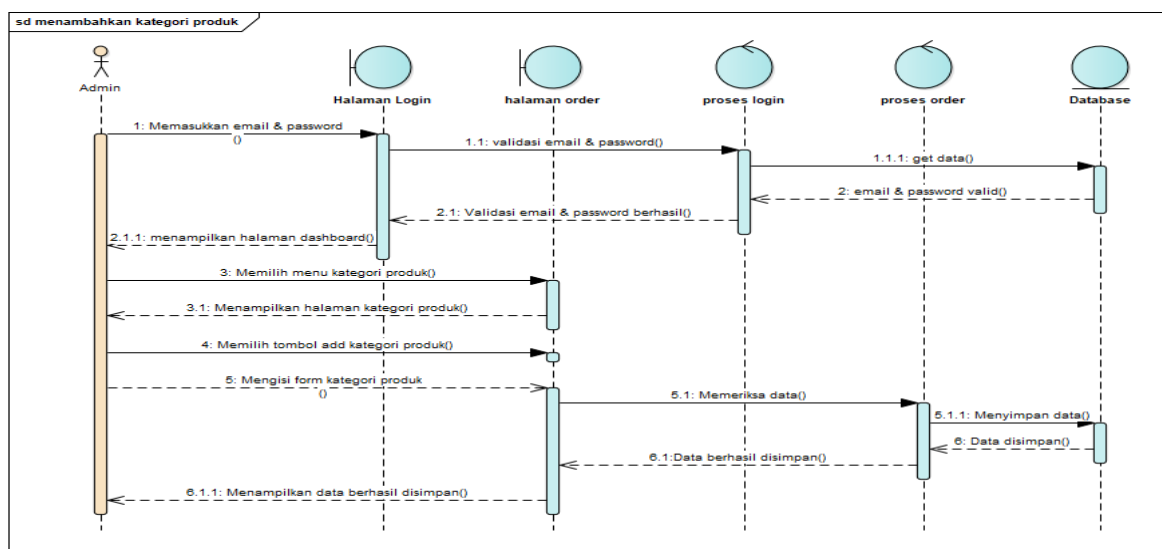 sd menambahkan kategori produk
Admin
Halaman Login
halaman order
proses login
proses order
Database
1: Memasukkan email & password
()
1.1: validasi email & password()
1.1.1: get data()
2: email & password valid()
2.1: Validasi email & password berhasil()
2.1.1: menampilkan halaman dashboard()
3: Memilih menu kategori produk()
3.1: Menampilkan halaman kategori produk()
4: Memilih tombol add kategori produk()
5: Mengisi form kategori produk
()
5.1: Memeriksa data()
5.1.1: Menyimpan data()
6: Data disimpan()
6.1:Data berhasil disimpan()
6.1.1: Menampilkan data berhasil disimpan()